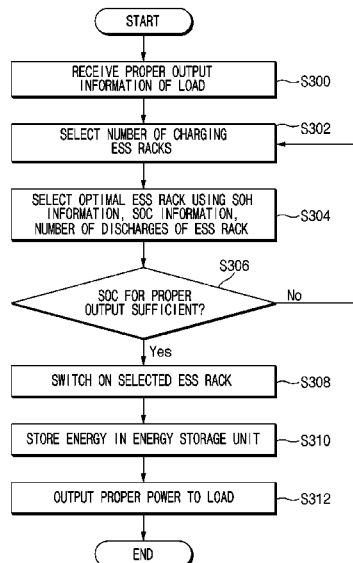 START
RECEIVE PROPER OUTPUT
INFORMATION OF LOAD
S300
SELECT NUMBER OF CHARGING
ESS RACKS
S302
SELECT OPTIMAL ESS RACK USING SOH
INFORMATION, SOC INFORMATION,
NUMBER OF DISCHARGES OF ESS RACK
S304
S306
SOC FOR PROPER
OUTPUT SUFFICIENT?
No
Yes
SWITCH ON SELECTED ESS RACK
S308
STORE ENERGY IN ENERGY STORAGE UNIT
S310
OUTPUT PROPER POWER TO LOAD
S312
END